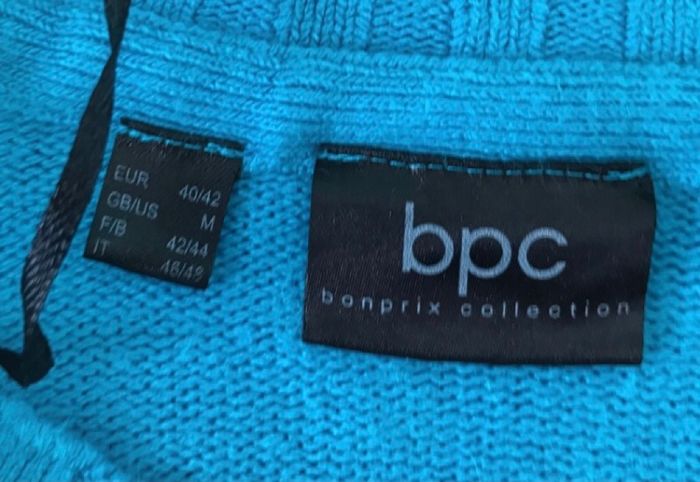 EUR 40/42
GB/US M
F/B 42/44
IT 46/48
bpc
bonprix collection